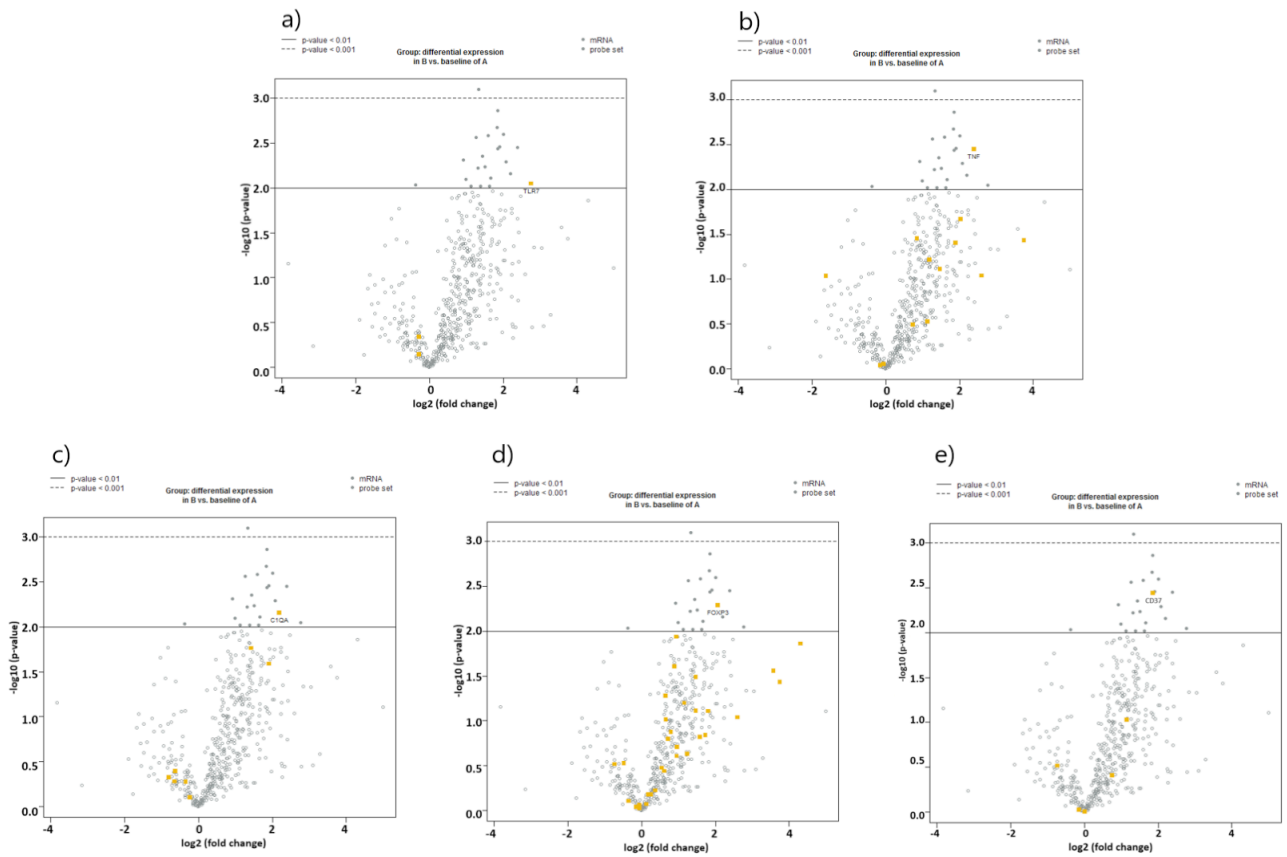 a)
p-value < 0.01
p-value < 0.001
mRNA
probe set
Group: differential expression
in B vs. baseline of A
3.0
2.5
2.0
1.5
1.0
0.5
0.0
-log10 (p-value)
TLR7
-4
-2
0
2
4
log2 (fold change)
b)
p-value < 0.01
p-value < 0.001
mRNA
probe set
Group: differential expression
in B vs. baseline of A
3.0
2.5
2.0
1.5
1.0
0.5
0.0
-log10 (p-value)
TNF
-4
-2
0
2
4
log2 (fold change)
c)
p-value < 0.01
p-value < 0.001
mRNA
probe set
Group: differential expression
in B vs. baseline of A
3.0
2.5
2.0
1.5
1.0
0.5
0.0
-log10 (p-value)
C1QA
-4
-2
0
2
4
log2 (fold change)
d)
p-value < 0.01
p-value < 0.001
mRNA
probe set
Group: differential expression
in B vs. baseline of A
3.0
2.5
2.0
1.5
1.0
0.5
0.0
-log10 (p-value)
FOXP3
-4
-2
0
2
4
log2 (fold change)
e)
p-value < 0.01
p-value < 0.001
mRNA
probe set
Group: differential expression
in B vs. baseline of A
3.0
2.5
2.0
1.5
1.0
0.5
0.0
-log10 (p-value)
CD37
-4
-2
0
2
4
log2 (fold change)